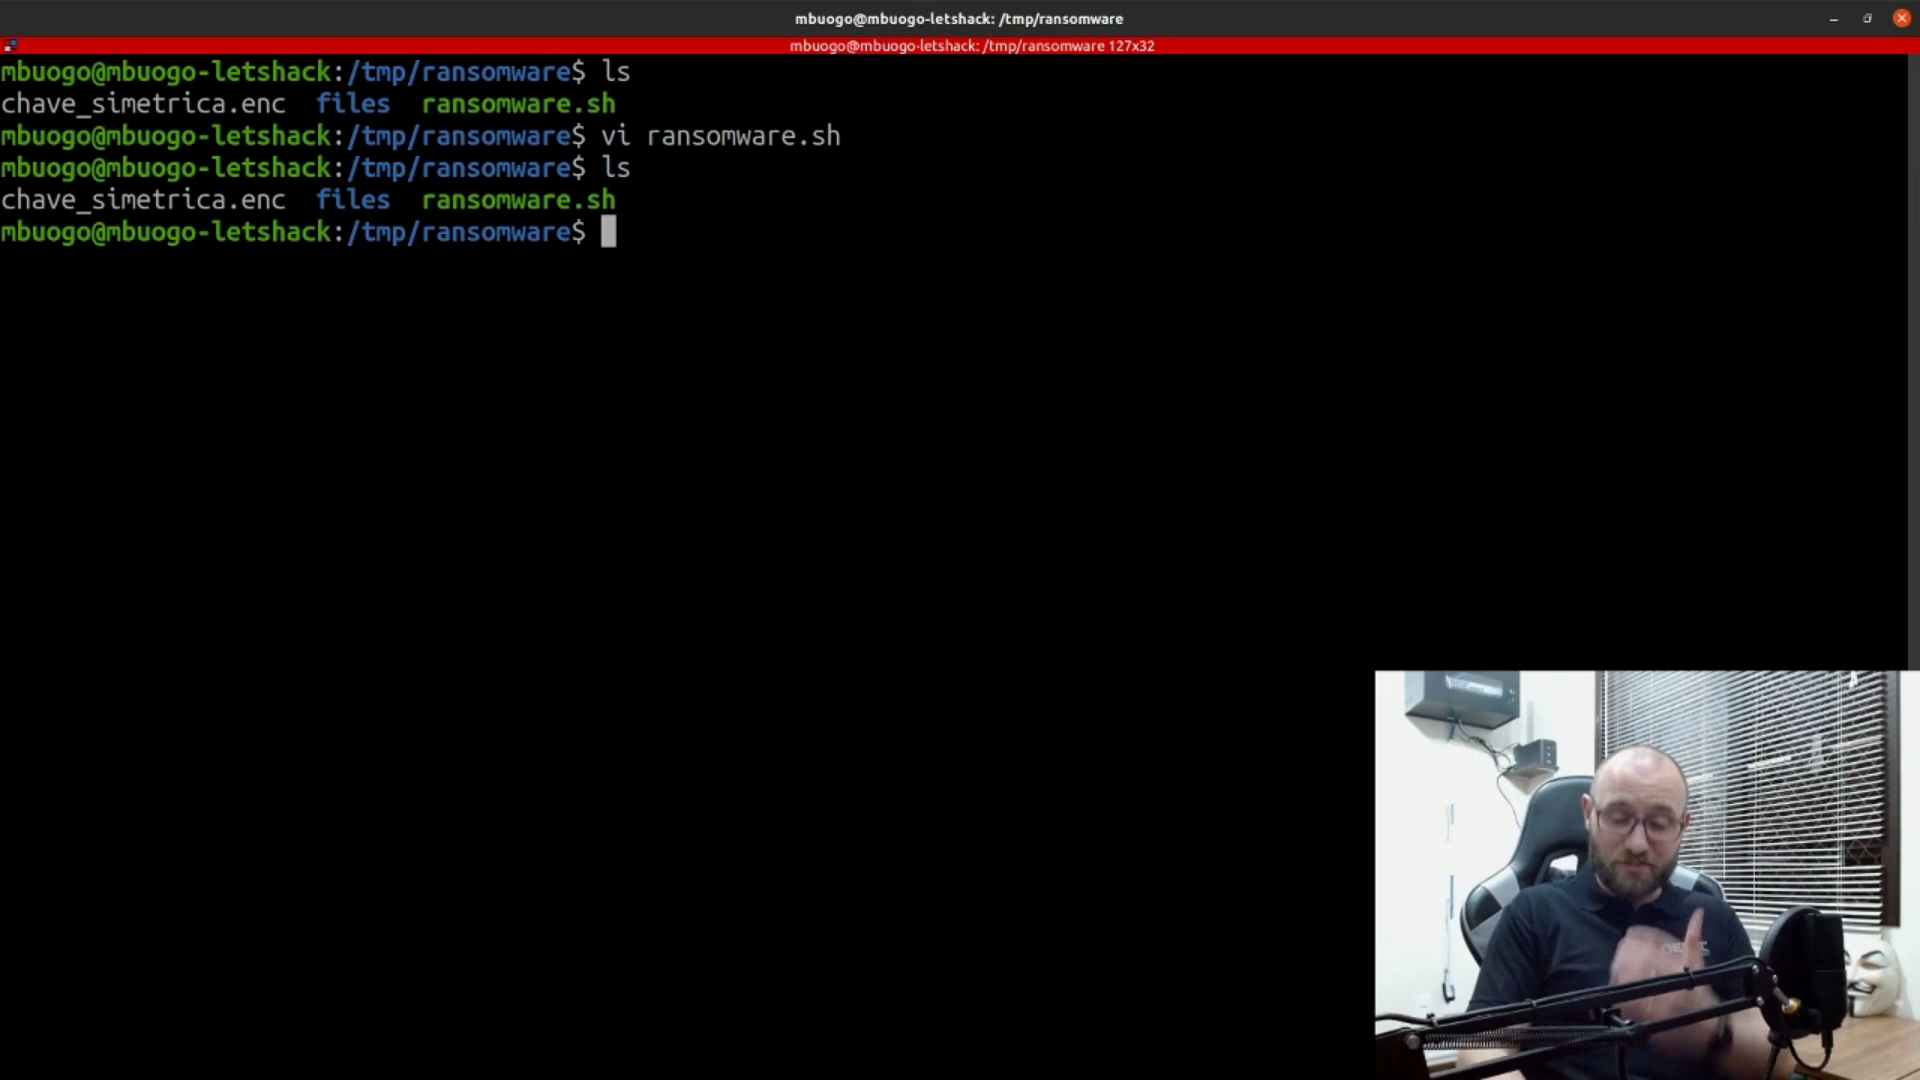 mbuogo@mbuogo-letshack: /tmp/ransomware
mbuogo@mbuogo-letshack: /tmp/ransomware 127x32
mbuogo@mbuogo-letshack:/tmp/ransomware$ ls
chave_simetrica.enc files ransomware.sh
mbuogo@mbuogo-letshack:/tmp/ransomware$ vi ransomware.sh
mbuogo@mbuogo-letshack:/tmp/ransomware$ ls
chave_simetrica.enc files ransomware.sh
mbuogo@mbuogo-letshack:/tmp/ransomware$